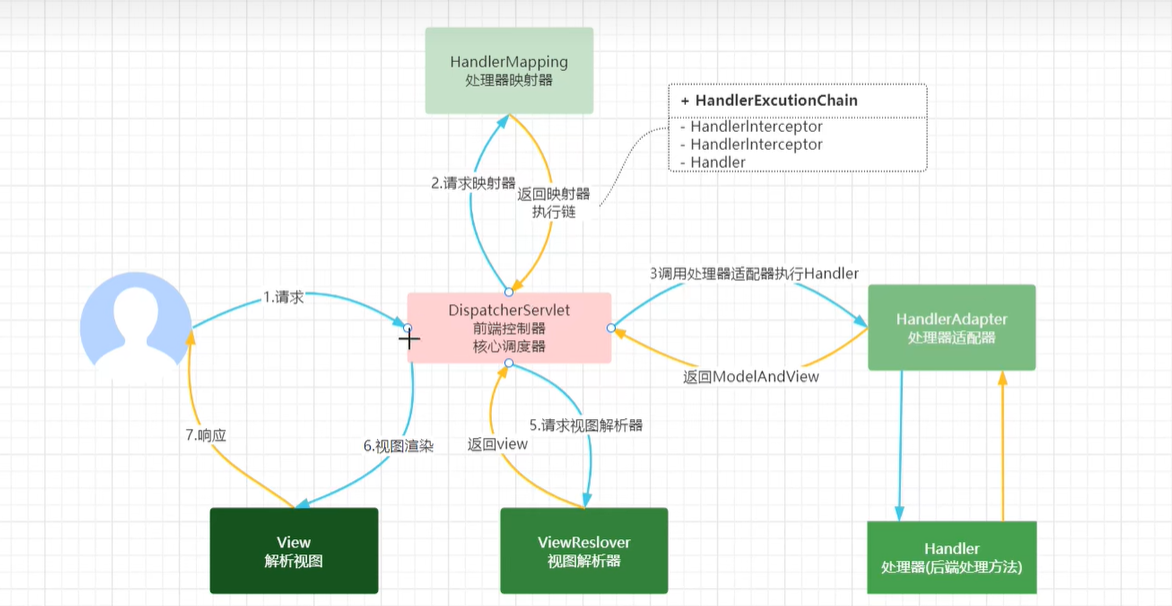 HandlerMapping
处理器映射器
+ HandlerExcutionChain
- HandlerInterceptor
- HandlerInterceptor
- Handler
2.请求映射器
返回映射器
执行链
1.请求
3调用处理器适配器执行Handler
DispatcherServlet
前端控制器
核心调度器
HandlerAdapter
处理器适配器
返回ModelAndView
7.响应
6.视图渲染
返回view
5.请求视图解析器
View
解析视图
ViewReslover
视图解析器
Handler
处理器(后端处理方法)